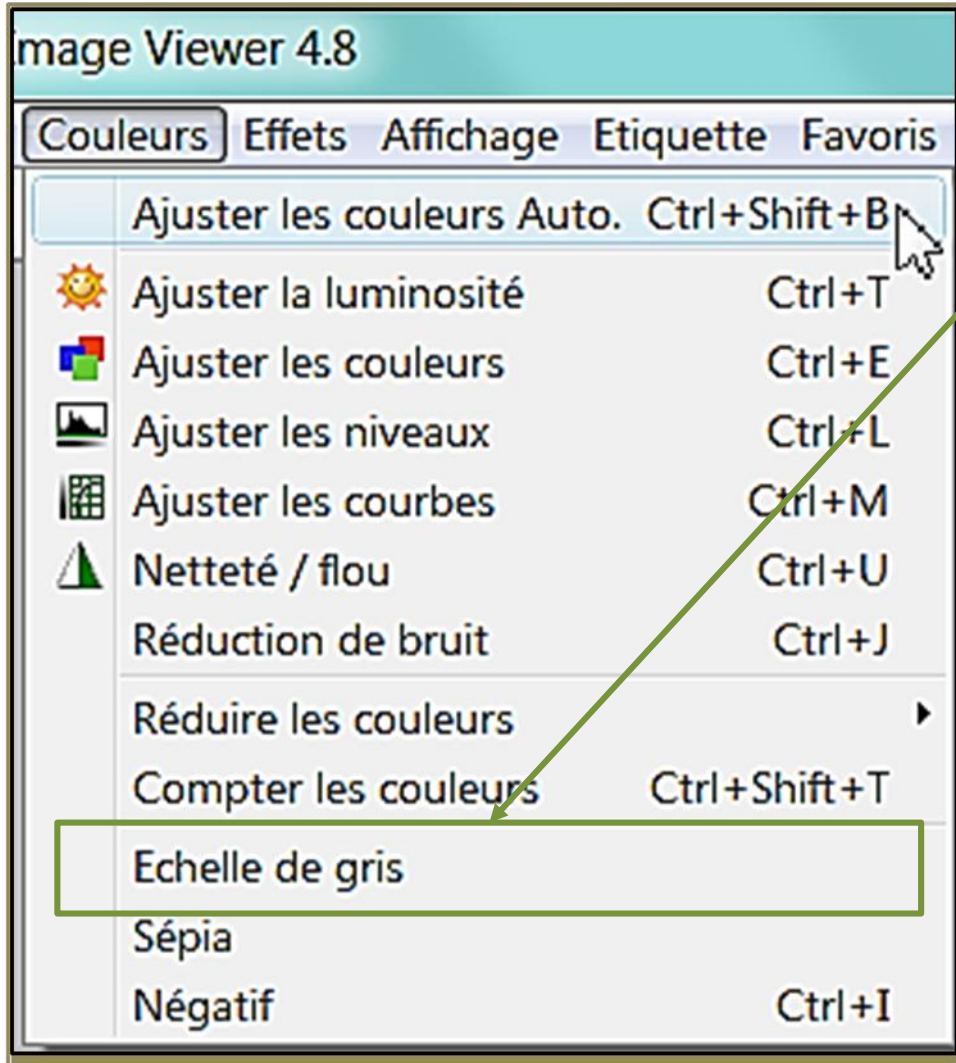 mage Viewer 4.8
Couleurs Effets Affichage Etiquette Favoris
Ajuster les couleurs Auto. Ctrl+Shift+B
Ajuster la luminosité Ctrl+T
Ajuster les couleurs Ctrl+E
Ajuster les niveaux Ctrl+L
Ajuster les courbes Ctrl+M
Netteté / flou Ctrl+U
Réduction de bruit Ctrl+J
Réduire les couleurs
Compter les couleurs Ctrl+Shift+T
Echelle de gris
Sépia
Négatif Ctrl+I